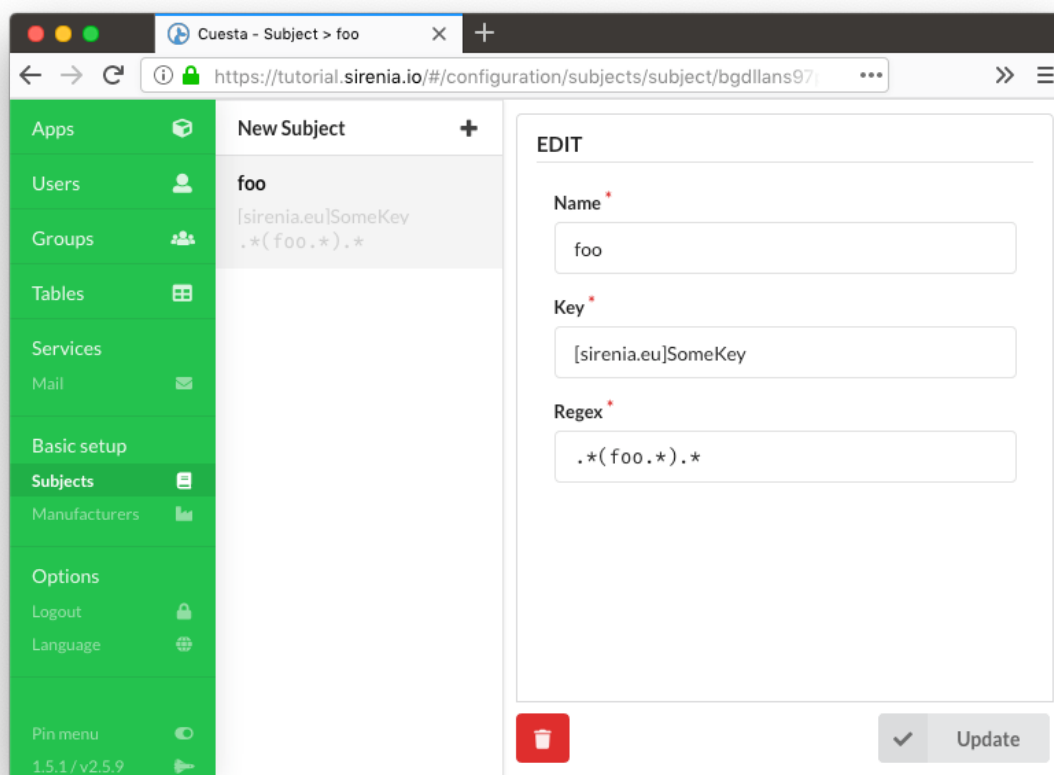 Cuesta - Subject > foo
https://tutorial.sirenia.io/#/configuration/subjects/subject/bgdllans97
Apps
Users
Groups
Tables
Services
Mail
Basic setup
Subjects
Manufacturers
Options
Logout
Language
Pin menu
1.5.1 / v2.5.9
New Subject
foo
[sirenia.eu]SomeKey
.*(foo.*).*
EDIT
Name *
foo
Key *
[sirenia.eu]SomeKey
Regex *
.*(foo.*).*
Update